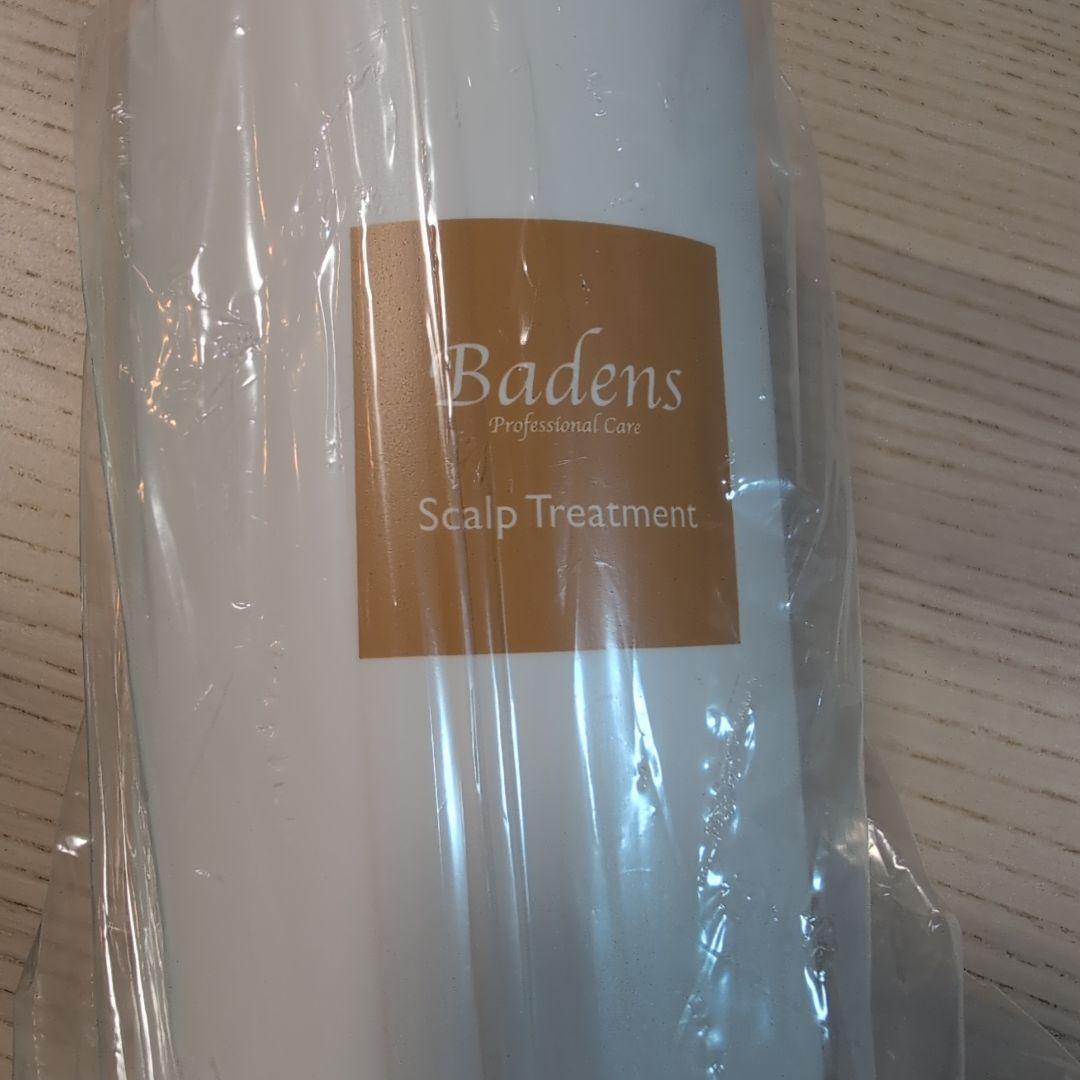 Badens
Professional Care
Scalp Treatment